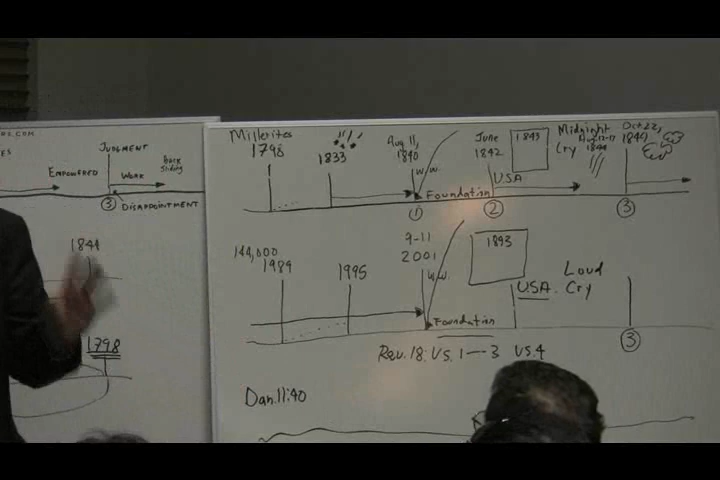 JUDGMENT
EMPOWERED
WORK
BACK
SLIDING
3
DISAPPOINTMENT
1844
1798
Millerites
1798
1833
Aug 11,
1840
W.W.
Foundation
1
June
1842
1843
USA
2
Midnight
Cry
1844
Oct 22,
1844
3
144,000
1989
1995
9-11
2001
W.W.
Foundation
1893
U.S.A.
Loud
Cry
3
Rev. 18: VS. 1—3 VS. 4
Dan. 11:40